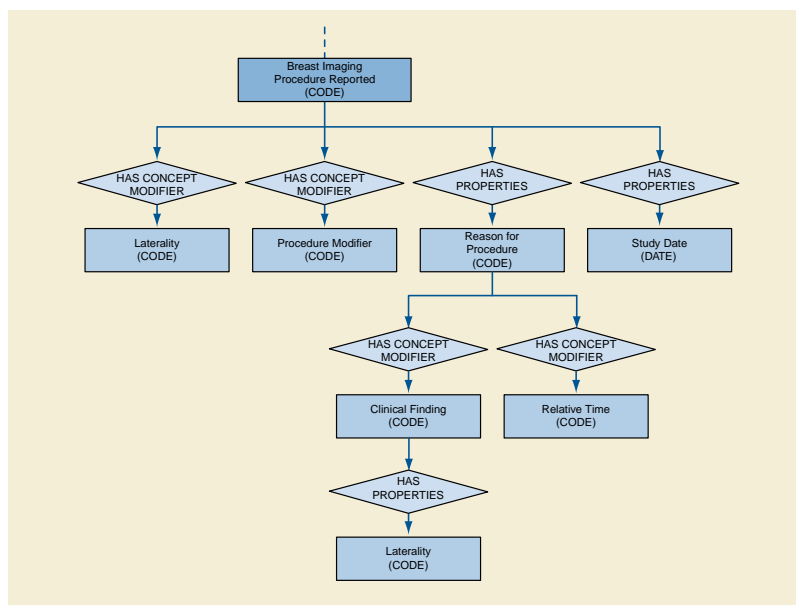 Breast Imaging
Procedure Reported
(CODE)
HAS CONCEPT
MODIFIER
HAS CONCEPT
MODIFIER
HAS
PROPERTIES
HAS
PROPERTIES
Laterality
(CODE)
Procedure Modifier
(CODE)
Reason for
Procedure
(CODE)
Study Date
(DATE)
HAS CONCEPT
MODIFIER
HAS CONCEPT
MODIFIER
Clinical Finding
(CODE)
Relative Time
(CODE)
HAS
PROPERTIES
Laterality
(CODE)